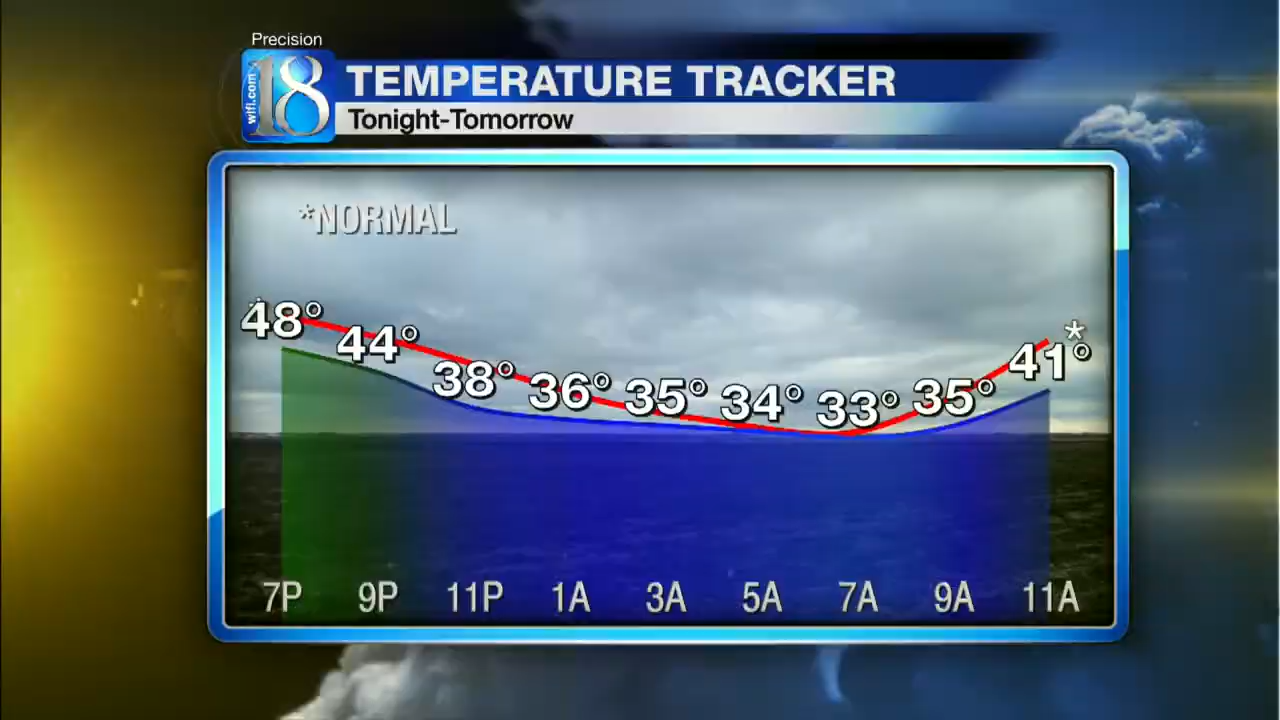 Precision
wlfi.com 18
TEMPERATURE TRACKER
Tonight-Tomorrow
*NORMAL
48° 44° 38° 36° 35° 34° 33° 35° 41° *
7P 9P 11P 1A 3A 5A 7A 9A 11A